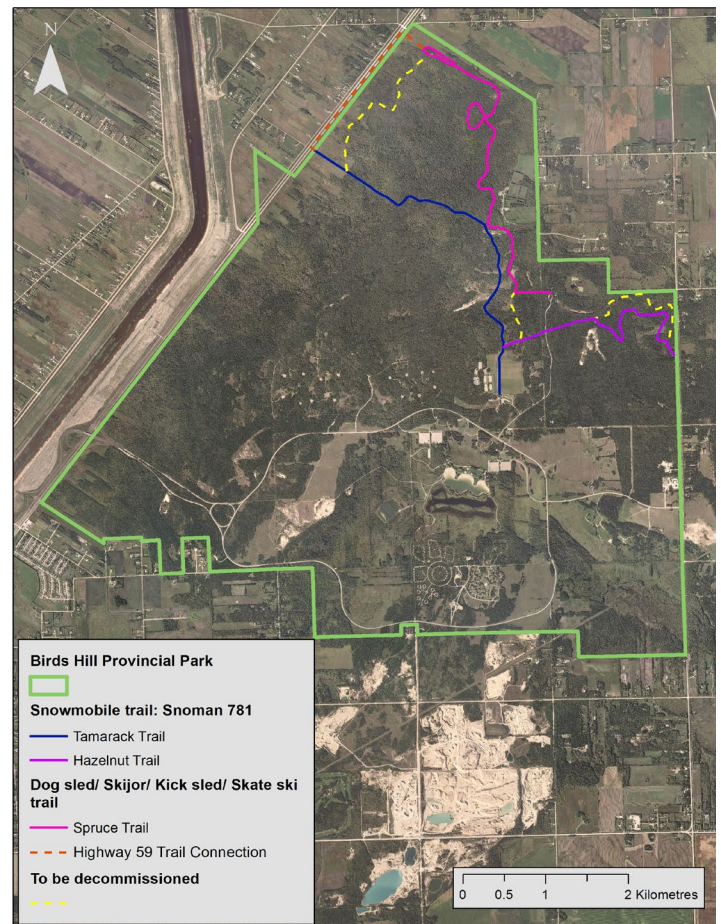 N
Birds Hill Provincial Park
Snowmobile trail: Snoman 781
Tamarack Trail
Hazelnut Trail
Dog sled/ Skijor/ Kick sled/ Skate ski
trail
Spruce Trail
Highway 59 Trail Connection
To be decommissioned
0 0.5 1 2 Kilometres